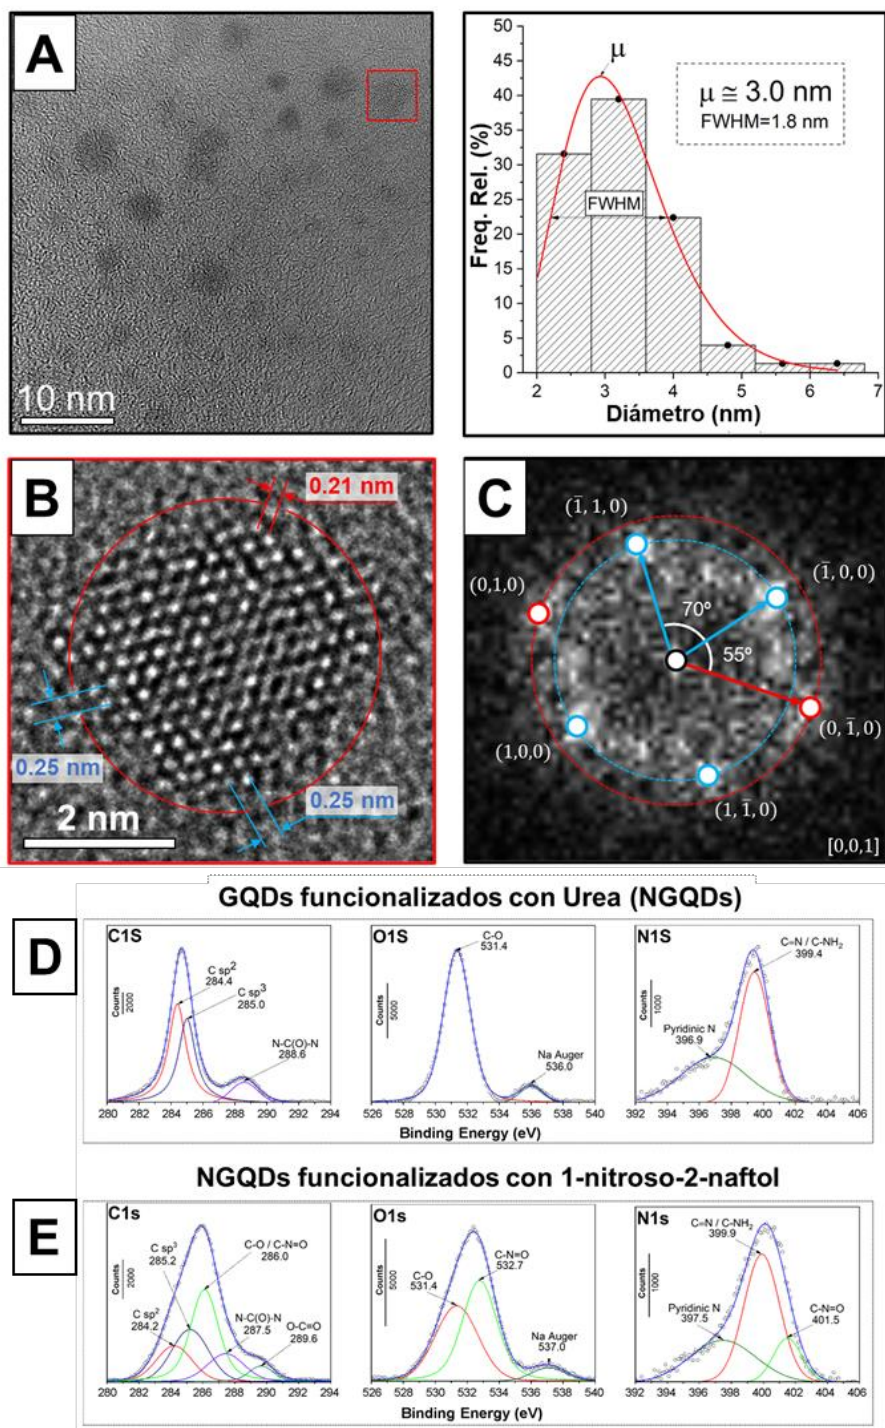 A
10 nm
Freq. Rel. (%)
50
45
40
35
30
25
20
15
10
5
0
μ
μ ≅ 3.0 nm
FWHM=1.8 nm
FWHM
2 3 4 5 6 7
Diámetro (nm)
B
0.21 nm
0.25 nm
0.25 nm
2 nm
C
(1̅, 1, 0)
(0,1,0)
(1̅, 0, 0)
70º
55º
(0, 1̅, 0)
(1,0,0)
(1, 1̅, 0)
[0,0,1]
GQDs funcionalizados con Urea (NGQDs)
D
C1S
Counts
2000
C sp²
284.4
C sp³
285.0
N-C(O)-N
288.6
280 282 284 286 288 290 292 294
O1S
Counts
5000
C-O
531.4
Na Auger
536.0
526 528 530 532 534 536 538 540
N1S
Counts
1000
C=N / C-NH₂
399.4
Pyridinic N
396.9
392 394 396 398 400 402 404 406
Binding Energy (eV)
NGQDs funcionalizados con 1-nitroso-2-naftol
E
C1s
Counts
2000
C sp³
285.2
C sp²
284.2
C-O / C-N=O
286.0
N-C(O)-N
287.5
O-C=O
289.6
280 282 284 286 288 290 292 294
O1s
Counts
5000
C-O
531.4
C-N=O
532.7
Na Auger
537.0
526 528 530 532 534 536 538 540
N1s
Counts
1000
C=N / C-NH₂
399.9
Pyridinic N
397.5
C-N=O
401.5
392 394 396 398 400 402 404 406
Binding Energy (eV)